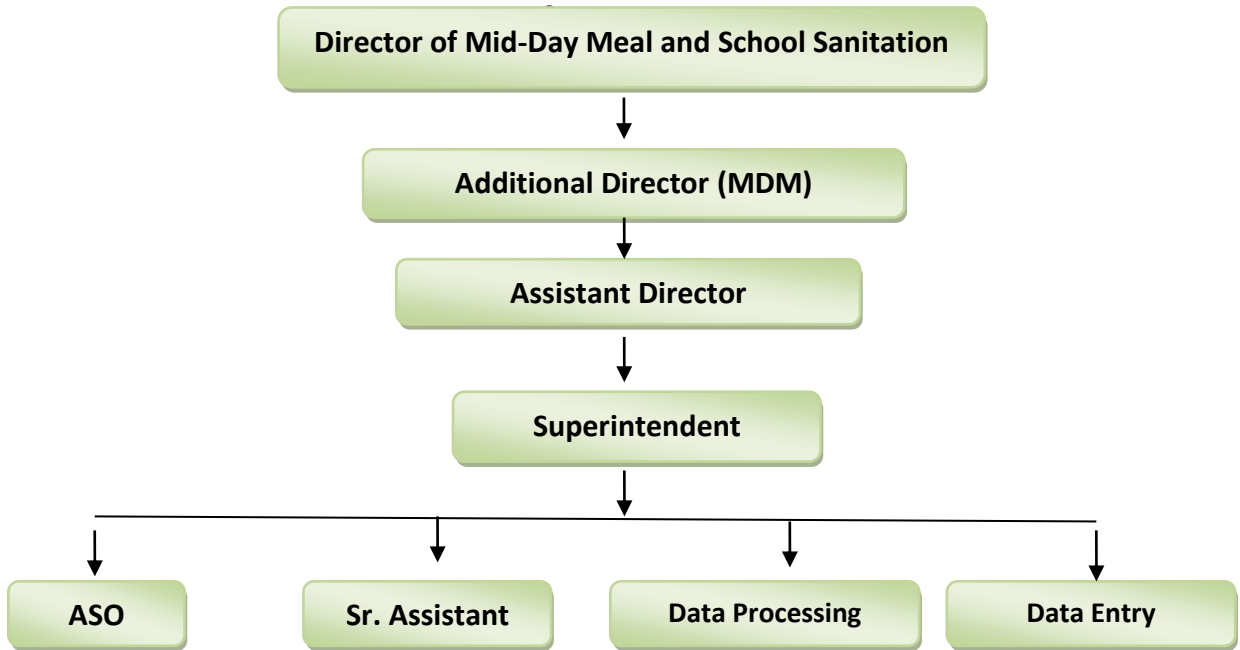 Director of Mid-Day Meal and School Sanitation
Additional Director (MDM)
Assistant Director
Superintendent
ASO
Sr. Assistant
Data Processing
Data Entry